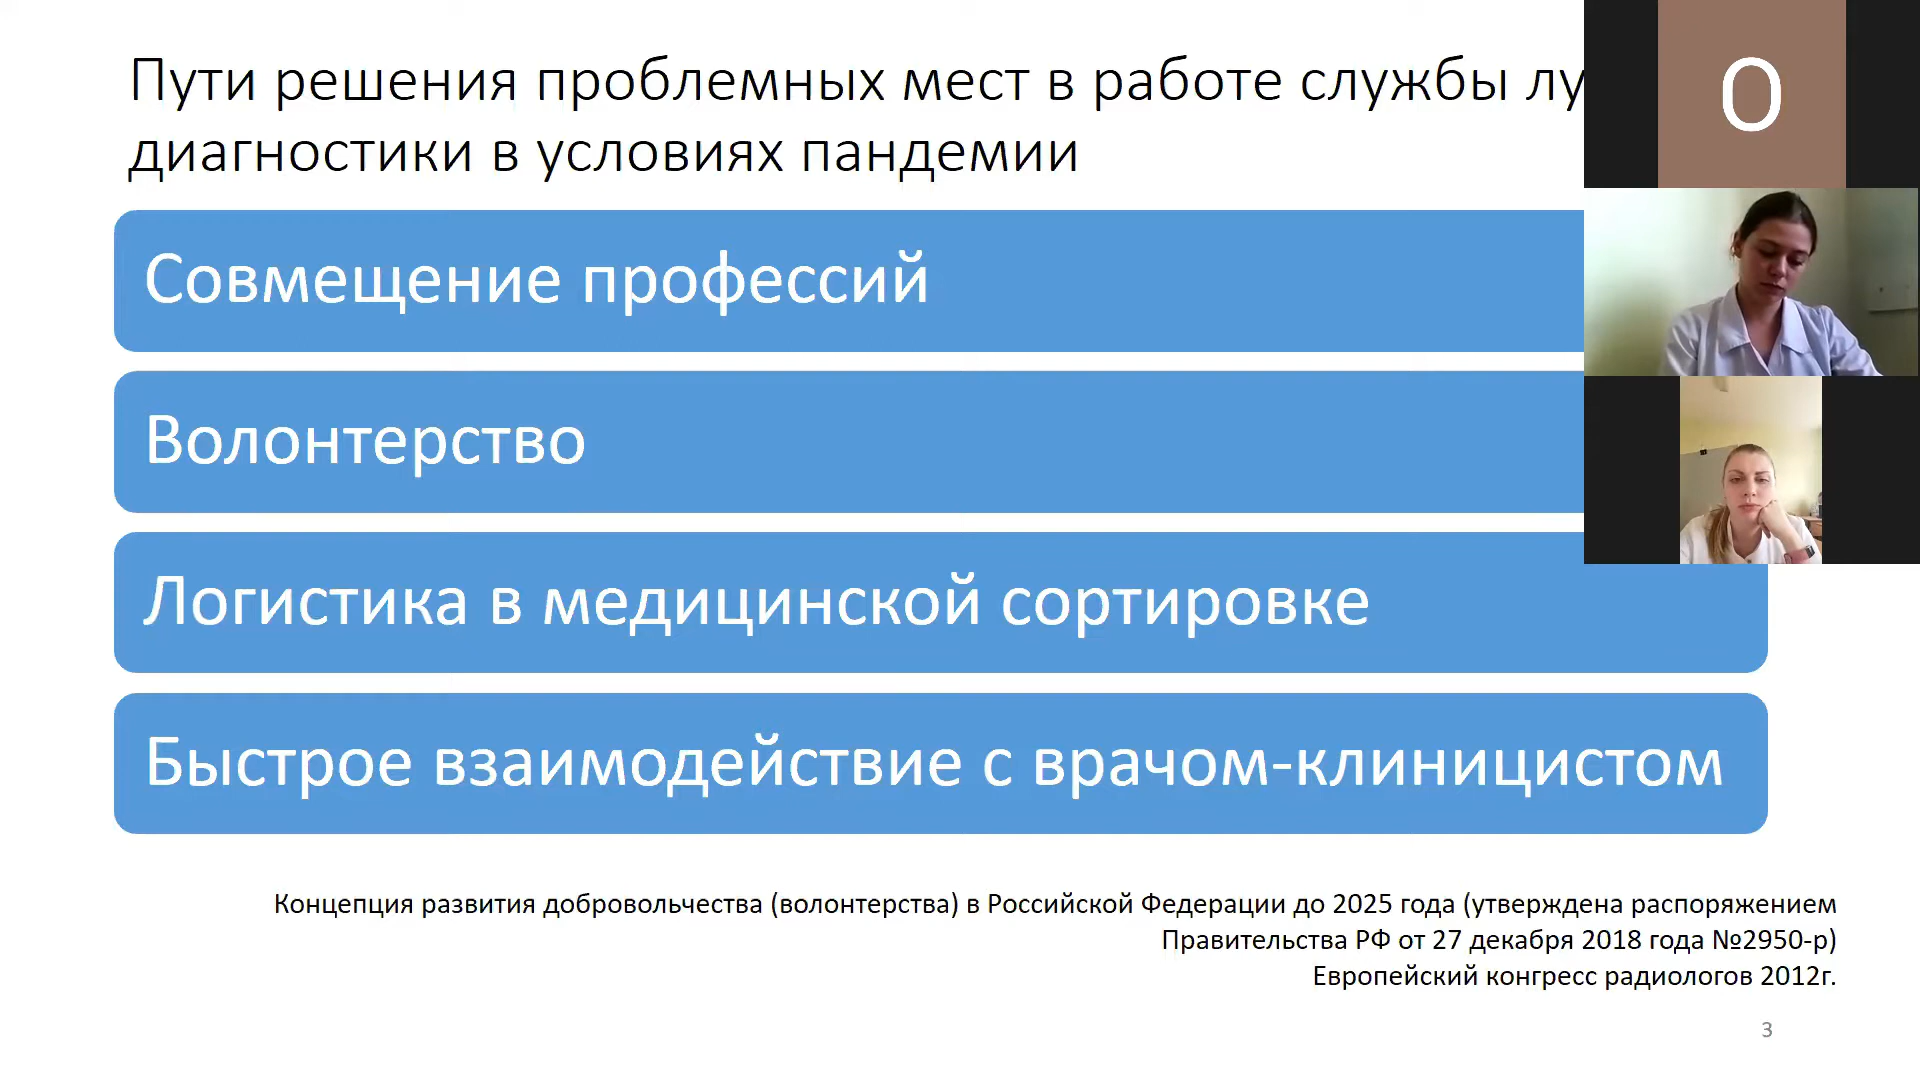 Пути решения проблемных мест в работе службы
диагностики в условиях пандемии
Совмещение профессий
Волонтерство
Логистика в медицинской сортировке
Быстрое взаимодействие с врачом-клиницистом
Концепция развития добровольчества (волонтерства) в Российской Федерации до 2025 года (утверждена распоряжением
Правительства РФ от 27 декабря 2018 года №2950-р)
Европейский конгресс радиологов 2012г.
3
O